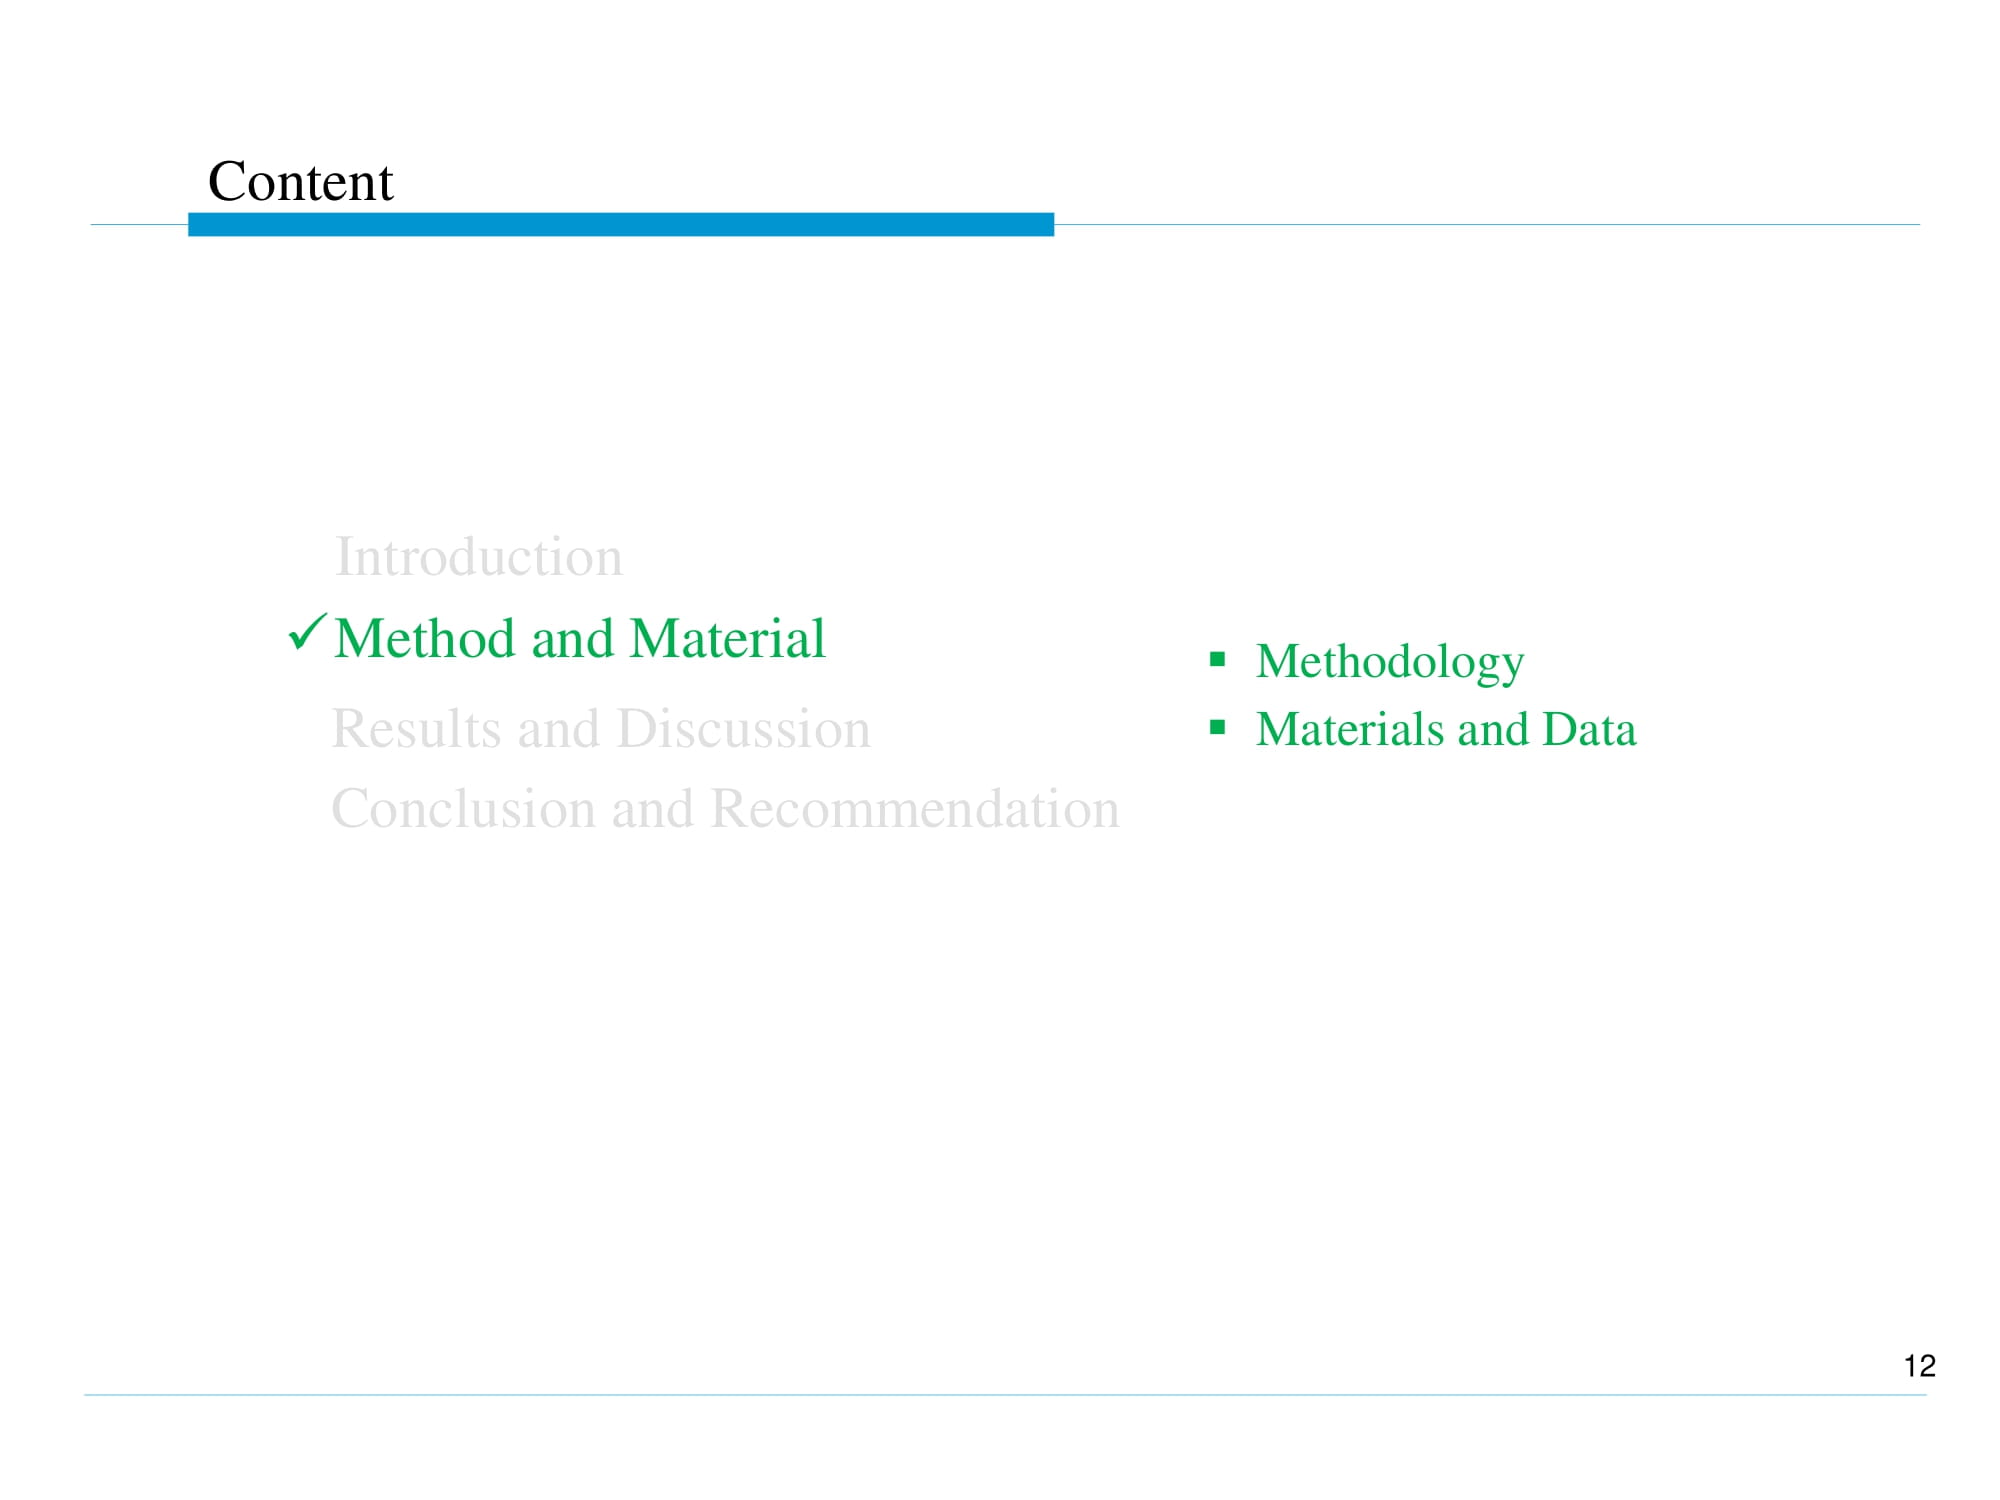 Content
Introduction
✓Method and Material
Results and Discussion
Conclusion and Recommendation
▪ Methodology
▪ Materials and Data
12